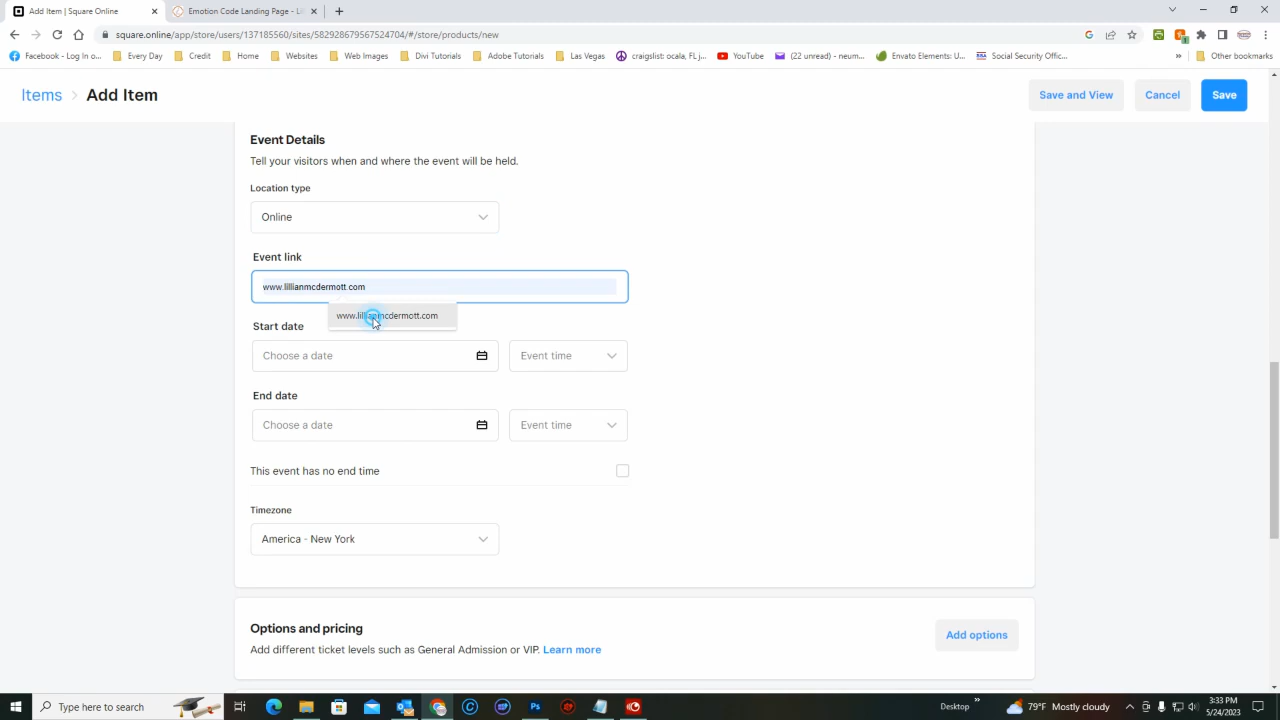 Add Item | Square Online
Emotion Code Landing Page - Li
square.online/app/store/users/137185560/sites/582928679567524704/#/store/products/new
Facebook - Log In o...
Every Day
Credit
Home
Websites
Web Images
Divi Tutorials
Adobe Tutorials
Las Vegas
craigslist: ocala, FL j...
YouTube
(22 unread) - neum...
Envato Elements: U...
Social Security Offic...
»
Other bookmarks
Items > Add Item
Save and View
Cancel
Save
Event Details
Tell your visitors when and where the event will be held.
Location type
Online
Event link
www.lillianmcdermott.com
www.lillianmcdermott.com
Start date
Choose a date
Event time
End date
Choose a date
Event time
This event has no end time
Timezone
America - New York
Options and pricing
Add different ticket levels such as General Admission or VIP. Learn more
Add options
Type here to search
Ps
Desktop
»
79°F Mostly cloudy
3:33 PM
5/24/2023